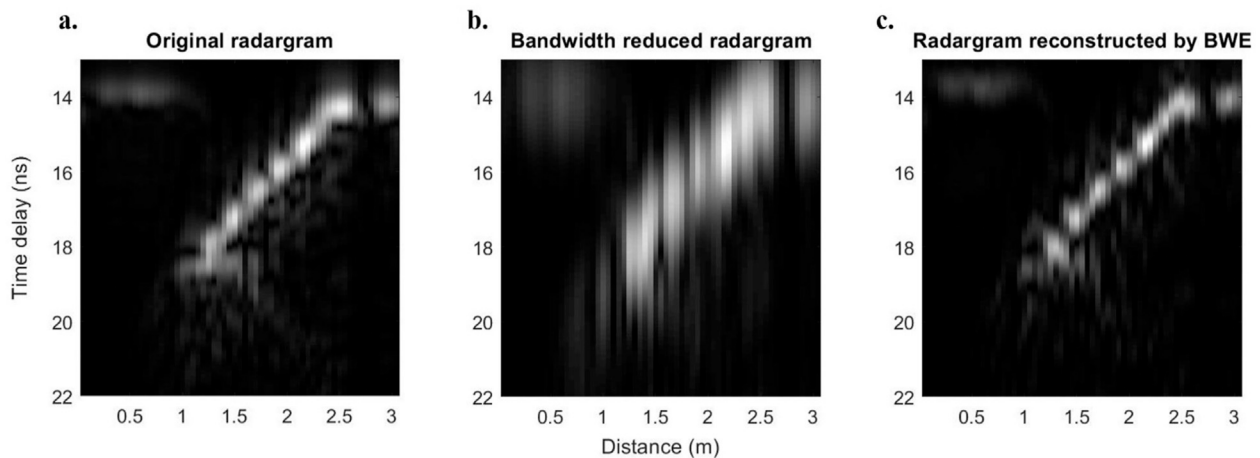 a.
Original radargram
b.
Bandwidth reduced radargram
c.
Radargram reconstructed by BWE
Time delay (ns)
14
16
18
20
22
0.5 1 1.5 2 2.5 3
14
16
18
20
22
0.5 1 1.5 2 2.5 3
14
16
18
20
22
0.5 1 1.5 2 2.5 3
Distance (m)